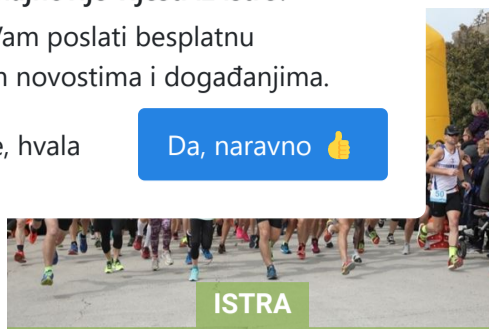 Vam poslati besplatnu
novostima i događanjima.
hvala
Da, naravno 👍
ISTRA